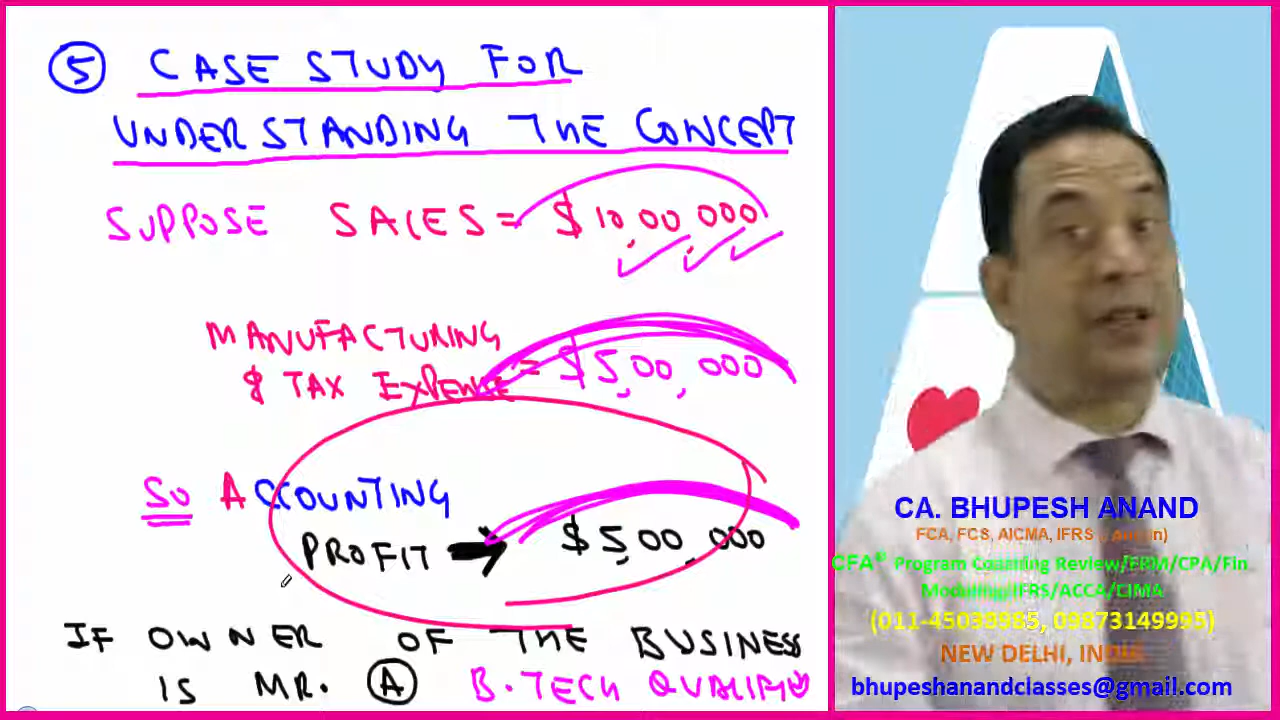 5 CASE STUDY FOR
UNDERSTANDING THE CONCEPT
SUPPOSE SALES = $10,00,000
MANUFACTURING
& TAX EXPENSE = $5,00,000
SO ACCOUNTING
PROFIT → $5,00,000
IF OWNER OF THE BUSINESS
IS MR. A B.TECH QUALIFIED
CA. BHUPESH ANAND
FCA, FCS, AICMA, IFRS
CFA® Program Coaching Review/FRM/CPA/Fin
Moduling/IFRS/ACCA/CIMA
(011-45038985, 09873149995)
NEW DELHI, INDIA
bhupeshanandclasses@gmail.com